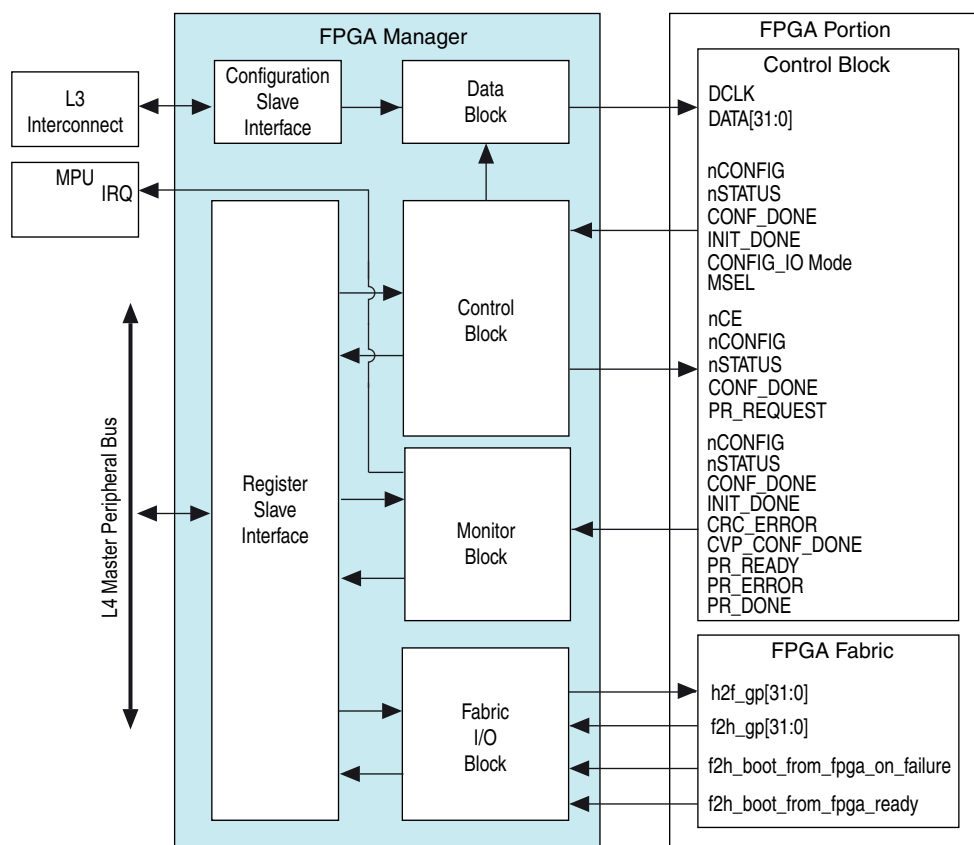 FPGA Manager
FPGA Portion
L3
Interconnect
Configuration
Slave
Interface
Data
Block
Control Block
DCLK
DATA[31:0]
MPU
IRQ
nCONFIG
nSTATUS
CONF_DONE
INIT_DONE
CONFIG_IO Mode
MSEL
Control
Block
nCE
nCONFIG
nSTATUS
CONF_DONE
PR_REQUEST
L4 Master Peripheral Bus
Register
Slave
Interface
Monitor
Block
nCONFIG
nSTATUS
CONF_DONE
INIT_DONE
CRC_ERROR
CVP_CONF_DONE
PR_READY
PR_ERROR
PR_DONE
Fabric
I/O
Block
FPGA Fabric
h2f_gp[31:0]
f2h_gp[31:0]
f2h_boot_from_fpga_on_failure
f2h_boot_from_fpga_ready